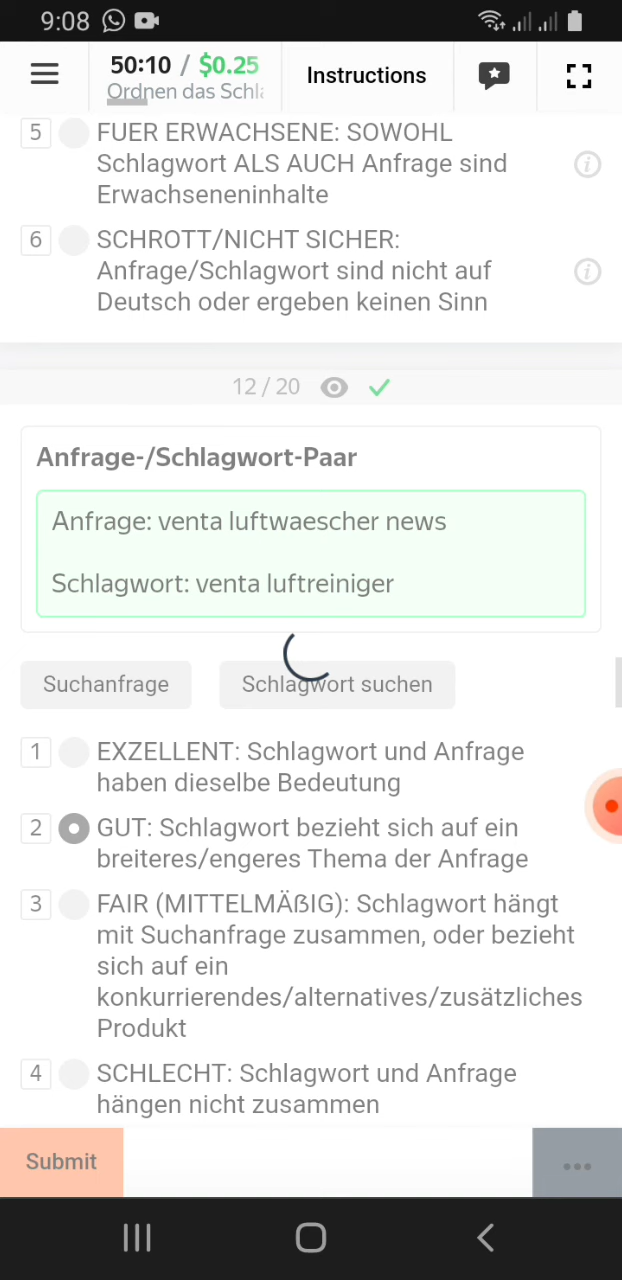 9:08
50:10 / $0.25
Ordnen das Schl
Instructions
5 FUER ERWACHSENE: SOWOHL
Schlagwort ALS AUCH Anfrage sind
Erwachseneninhalte
6 SCHROTT/NICHT SICHER:
Anfrage/Schlagwort sind nicht auf
Deutsch oder ergeben keinen Sinn
12 / 20
Anfrage-/Schlagwort-Paar
Anfrage: venta luftwaescher news
Schlagwort: venta luftreiniger
Suchanfrage Schlagwort suchen
1 EXZELLENT: Schlagwort und Anfrage
haben dieselbe Bedeutung
2 GUT: Schlagwort bezieht sich auf ein
breiteres/engeres Thema der Anfrage
3 FAIR (MITTELMÄẞIG): Schlagwort hängt
mit Suchanfrage zusammen, oder bezieht
sich auf ein
konkurrierendes/alternatives/zusätzliches
Produkt
4 SCHLECHT: Schlagwort und Anfrage
hängen nicht zusammen
Submit